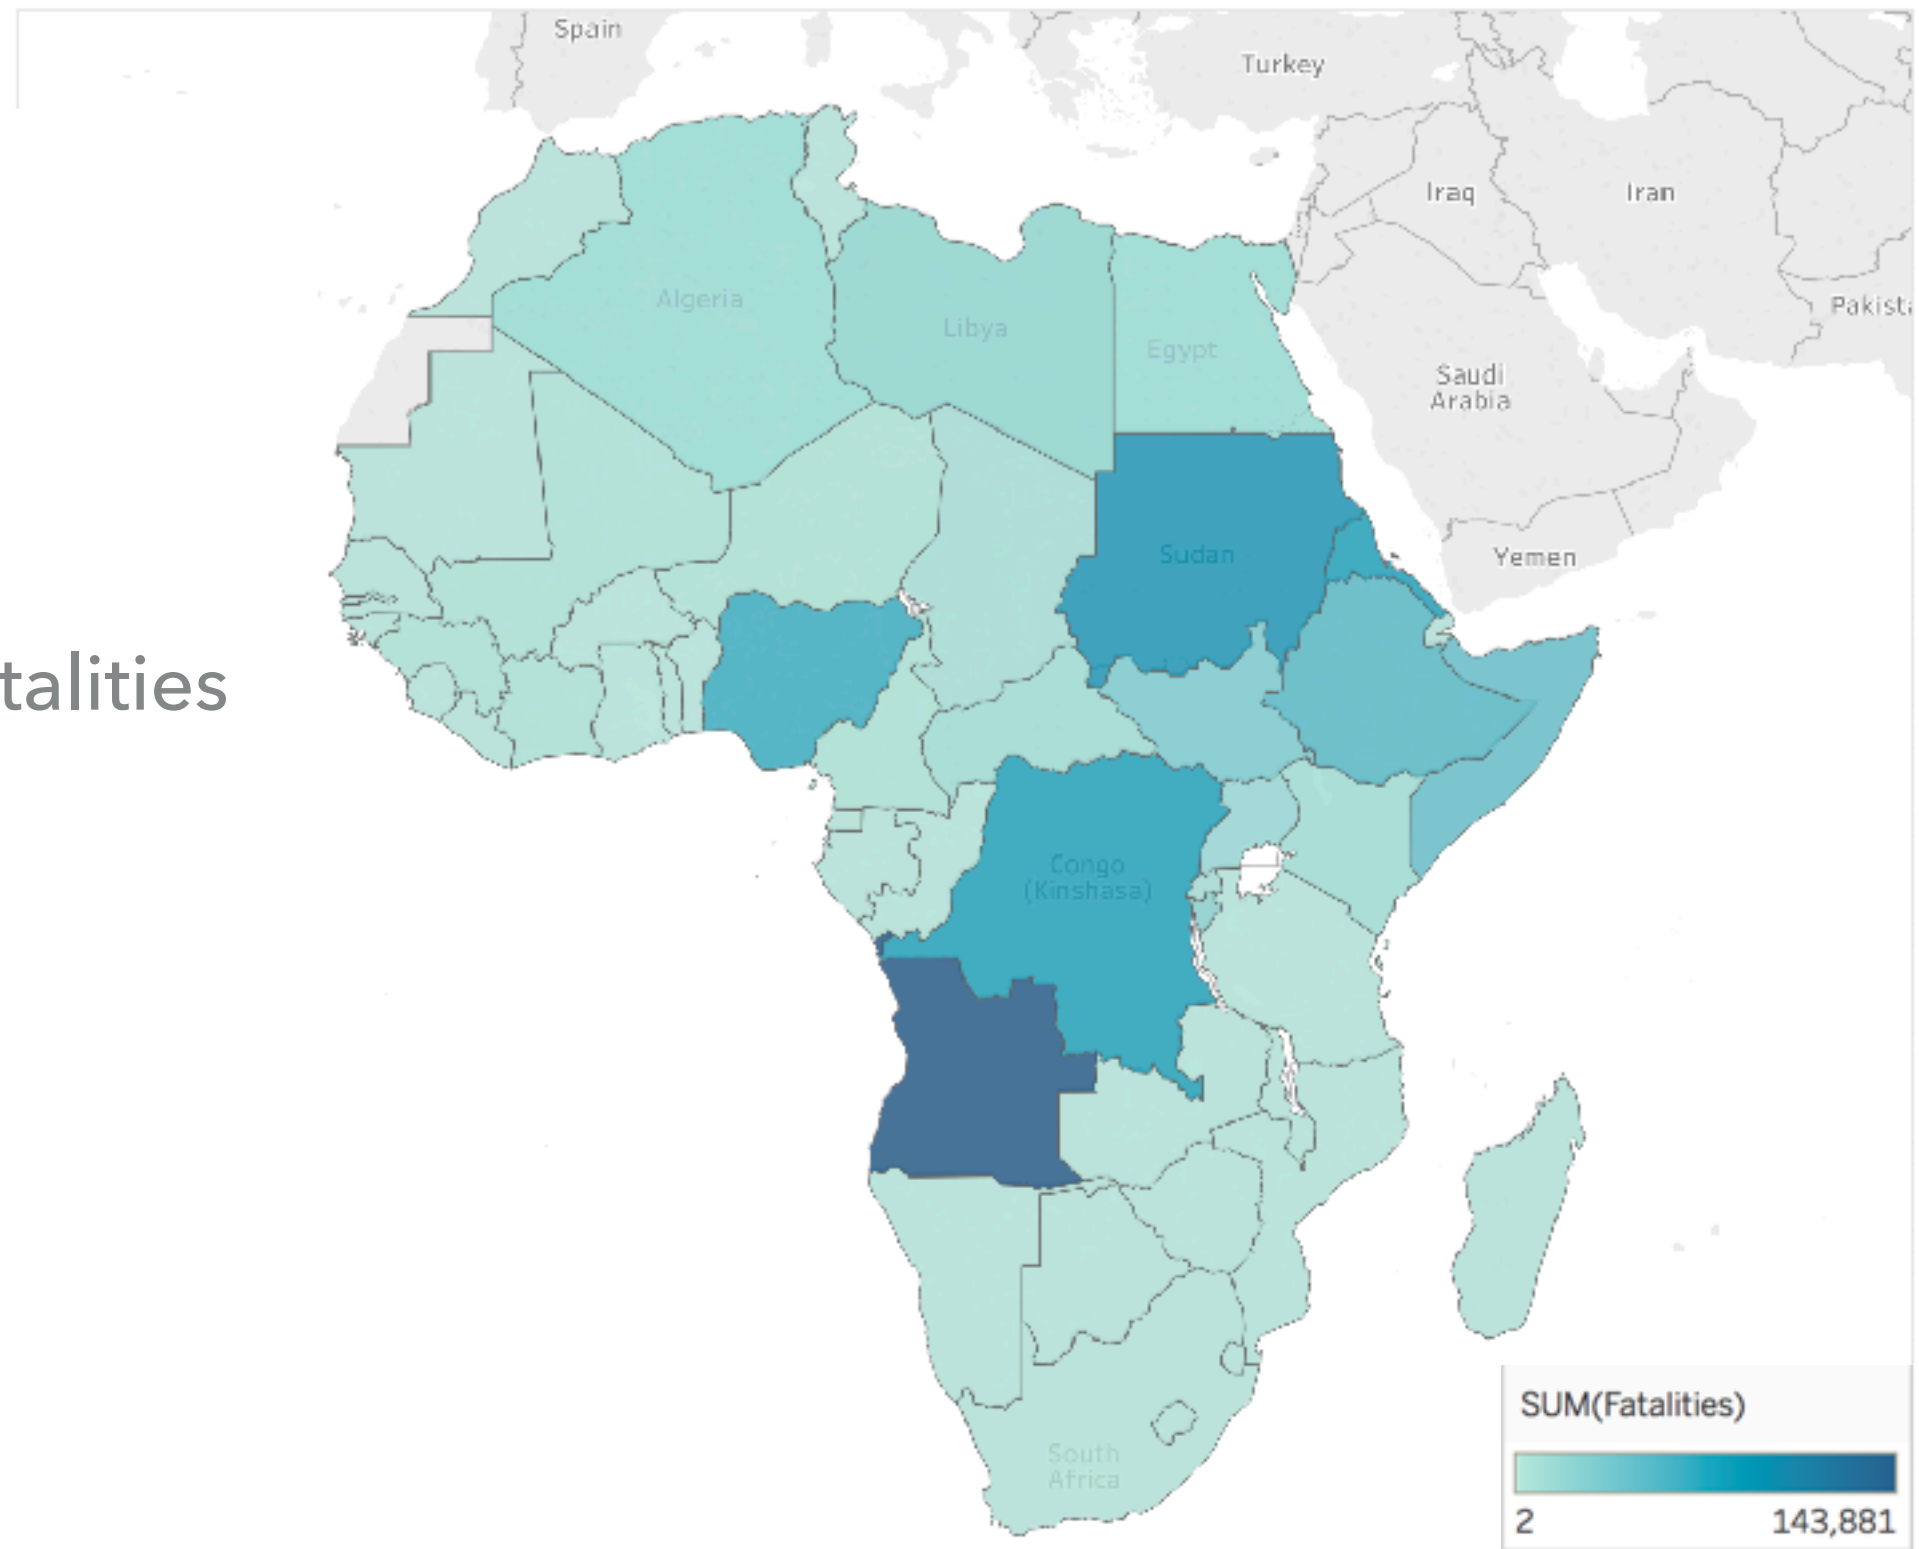 Spain
Turkey
Iraq
Iran
Pakist
Algeria
Libya
Egypt
Saudi
Arabia
Sudan
Yemen
talities
Congo
(Kinshasa)
South
Africa
SUM(Fatalities)
2 143,881